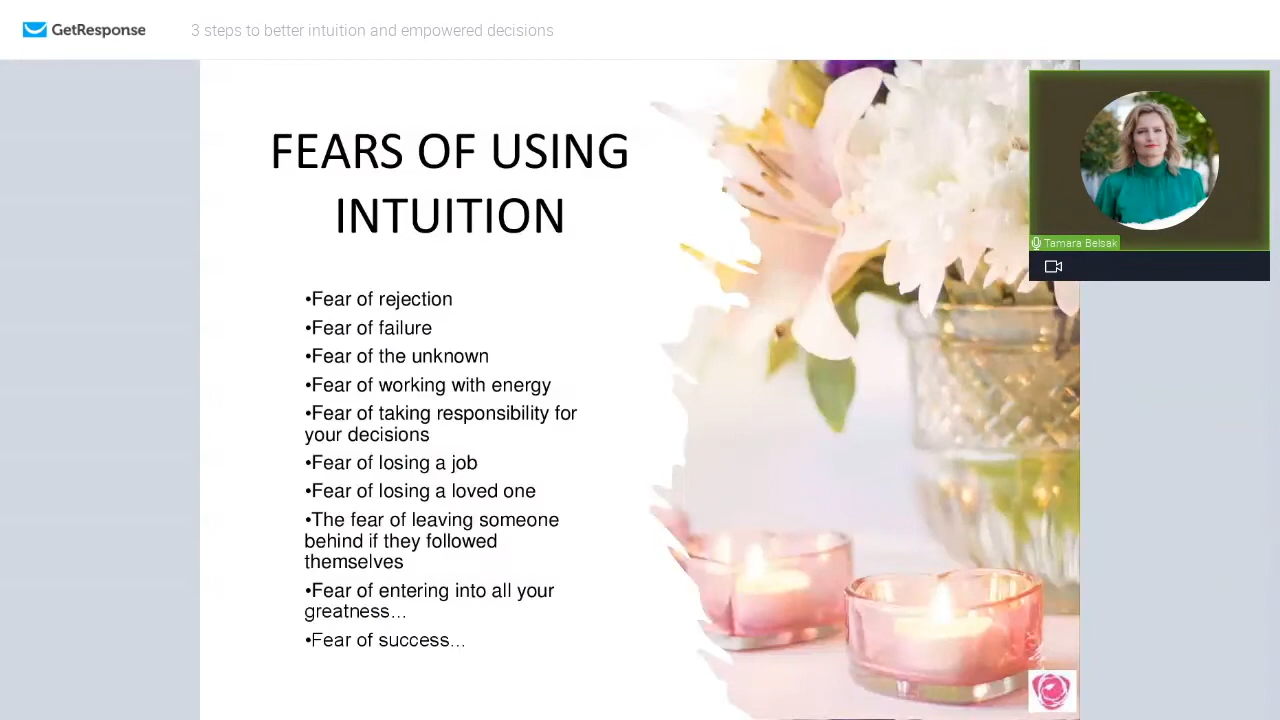 GetResponse
3 steps to better intuition and empowered decisions
FEARS OF USING
INTUITION
•Fear of rejection
•Fear of failure
•Fear of the unknown
•Fear of working with energy
•Fear of taking responsibility for
your decisions
•Fear of losing a job
•Fear of losing a loved one
•The fear of leaving someone
behind if they followed
themselves
•Fear of entering into all your
greatness...
•Fear of success...
Tamara Belsak